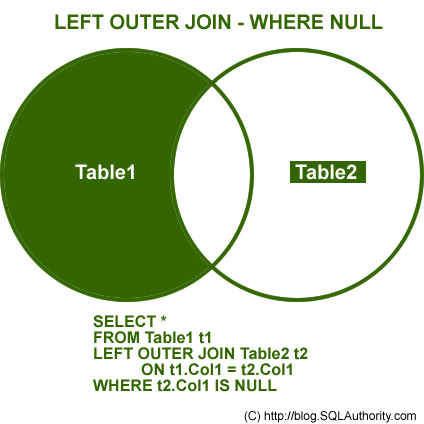 LEFT OUTER JOIN - WHERE NULL
Table1
Table2
SELECT *
FROM Table1 t1
LEFT OUTER JOIN Table2 t2
ON t1.Col1 = t2.Col1
WHERE t2.Col1 IS NULL
(C) http://blog.SQLAuthority.com